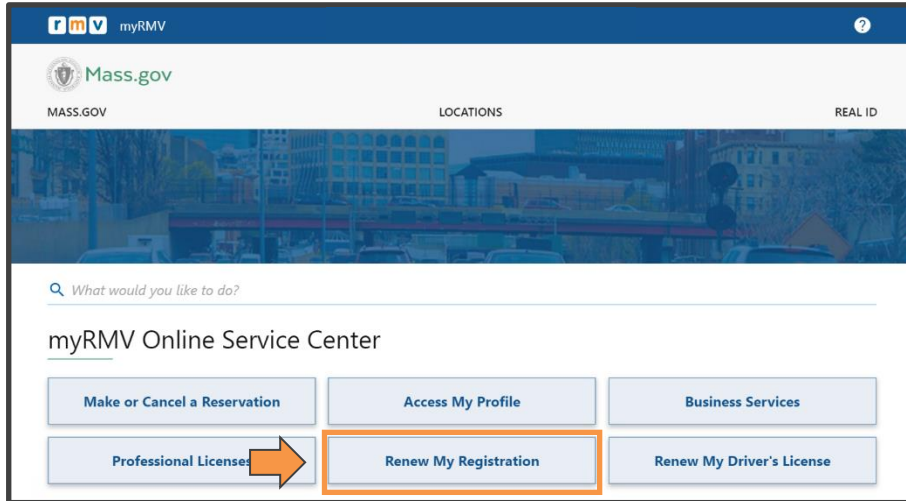 rmv myRMV ?
Mass.gov
MASS.GOV LOCATIONS REAL ID
What would you like to do?
myRMV Online Service Center
Make or Cancel a Reservation Access My Profile Business Services
Professional Licenses Renew My Registration Renew My Driver's License